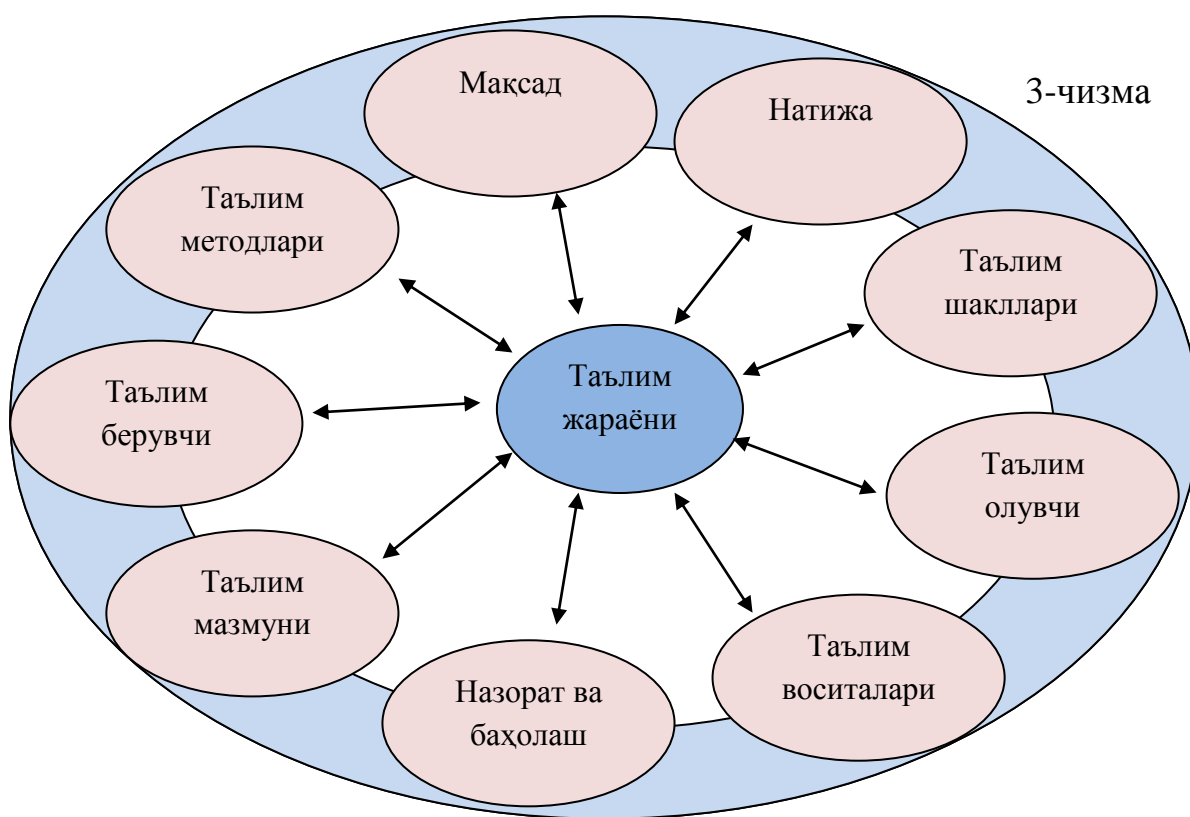 3-чизма
Мақсад
Натижа
Таълим
методлари
Таълим
шакллари
Таълим
жараёни
Таълим
берувчи
Таълим
олувчи
Таълим
мазмуни
Таълим
воситалари
Назорат ва
баҳолаш